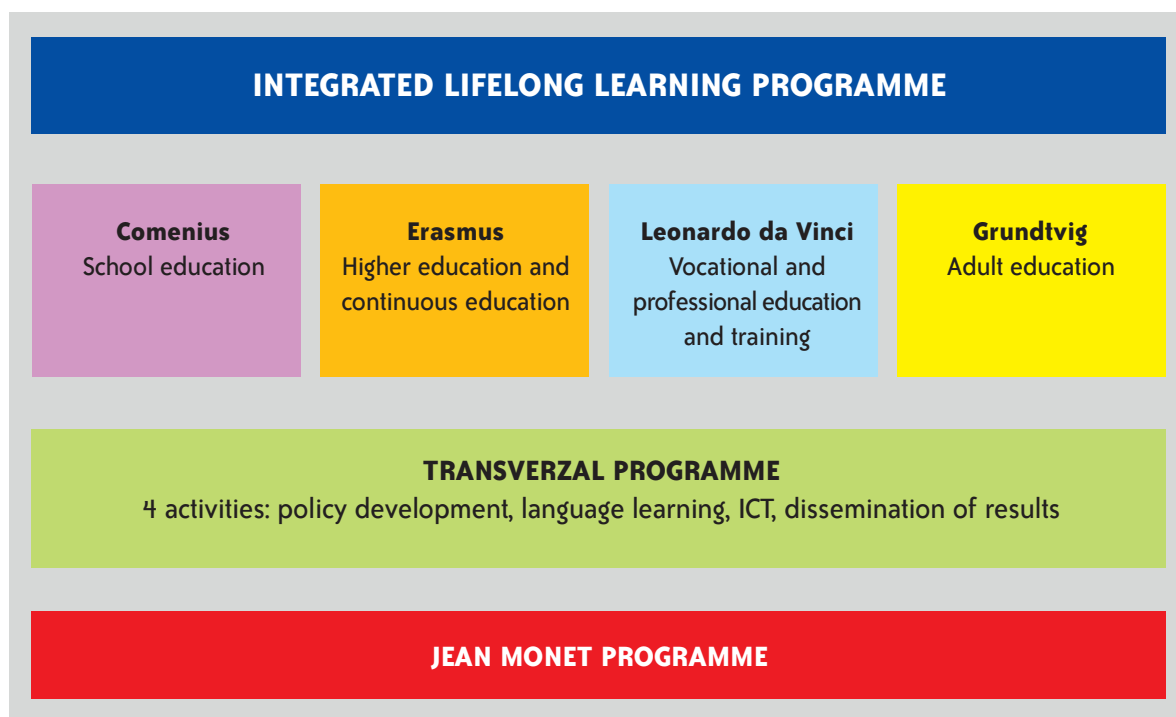 INTEGRATED LIFELONG LEARNING PROGRAMME
Comenius
School education
Erasmus
Higher education and
continuous education
Leonardo da Vinci
Vocational and
professional education
and training
Grundtvig
Adult education
TRANSVERZAL PROGRAMME
4 activities: policy development, language learning, ICT, dissemination of results
JEAN MONET PROGRAMME